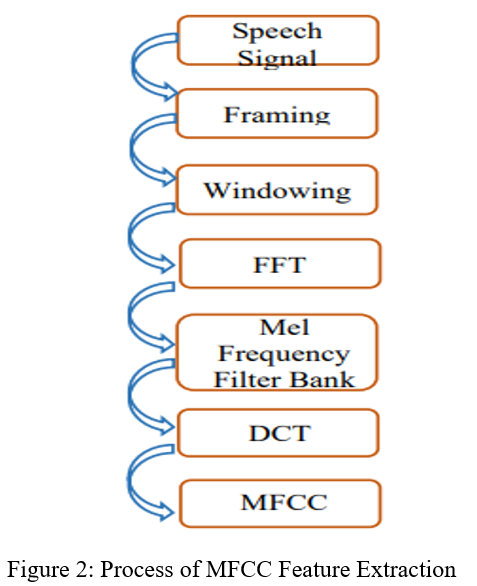 Speech
Signal
Framing
Windowing
FFT
Mel
Frequency
Filter Bank
DCT
MFCC
Figure 2: Process of MFCC Feature Extraction